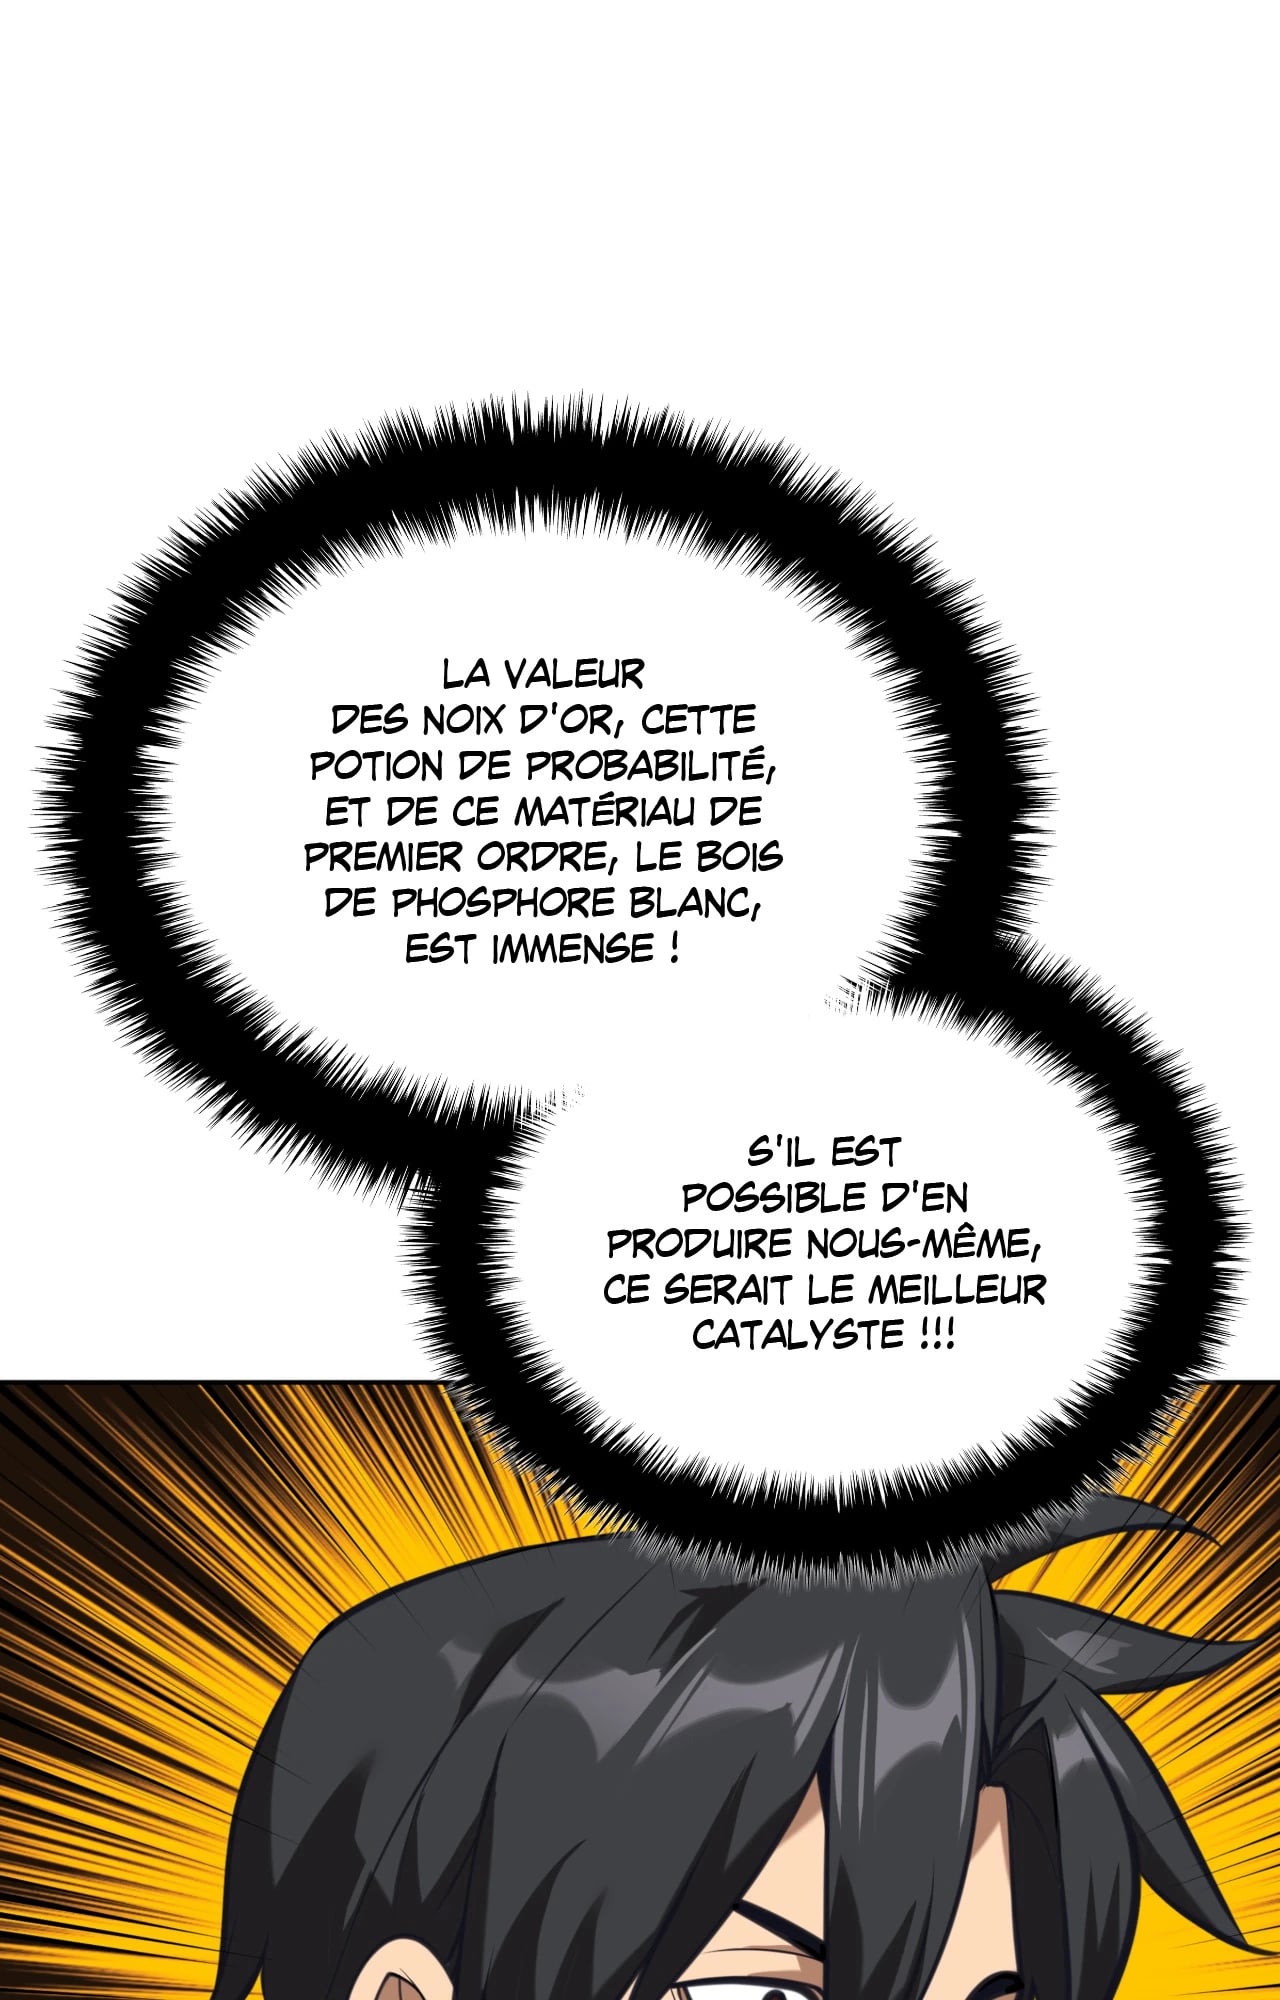 LA VALEUR
DES NOIX D'OR, CETTE
POTION DE PROBABILITÉ,
ET DE CE MATÉRIAU DE
PREMIER ORDRE, LE BOIS
DE PHOSPHORE BLANC,
EST IMMENSE !
S'IL EST
POSSIBLE D'EN
PRODUIRE NOUS-MÊME,
CE SERAIT LE MEILLEUR
CATALYSTE !!!